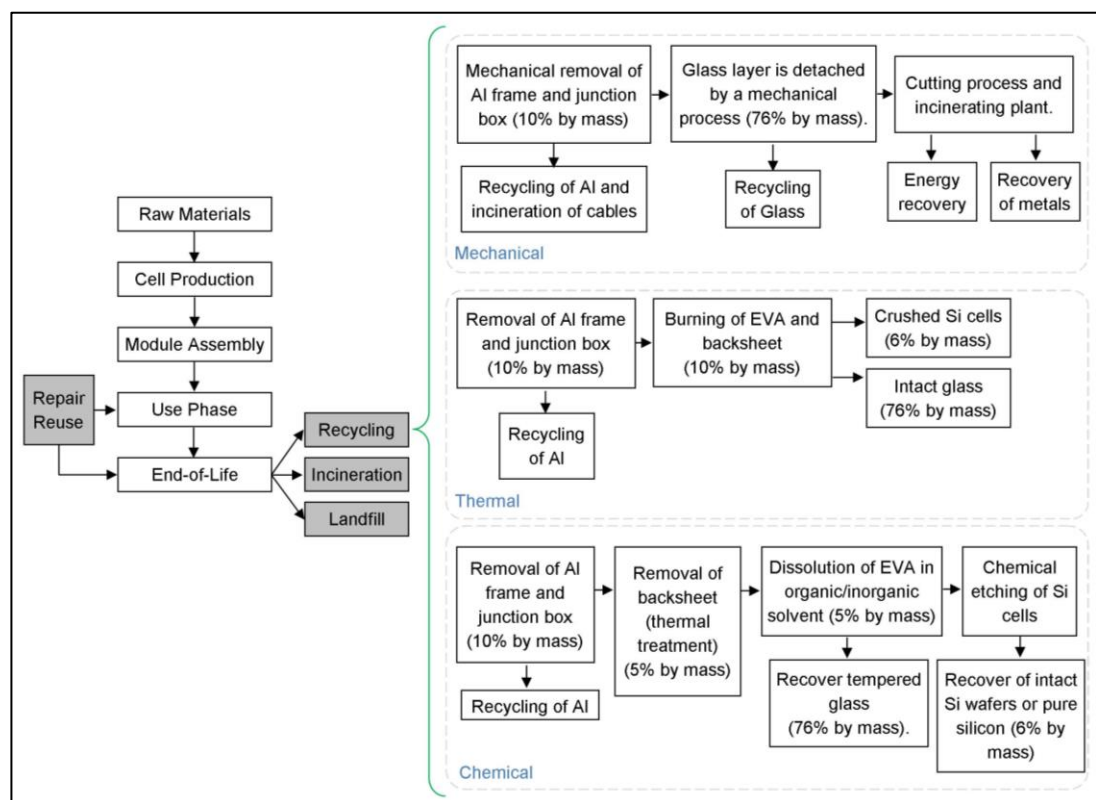 Raw Materials
Cell Production
Module Assembly
Repair
Reuse
Use Phase
End-of-Life
Recycling
Incineration
Landfill
Mechanical removal of
Al frame and junction
box (10% by mass)
Glass layer is detached
by a mechanical
process (76% by mass).
Cutting process and
incinerating plant.
Recycling of Al and
incineration of cables
Recycling
of Glass
Energy
recovery
Recovery
of metals
Mechanical
Removal of Al frame
and junction box
(10% by mass)
Burning of EVA and
backsheet
(10% by mass)
Crushed Si cells
(6% by mass)
Intact glass
(76% by mass)
Recycling
of Al
Thermal
Removal of Al
frame and
junction box
(10% by mass)
Removal of
backsheet
(thermal
treatment)
(5% by mass)
Dissolution of EVA in
organic/inorganic
solvent (5% by mass)
Chemical
etching of Si
cells
Recycling of Al
Recover tempered
glass
(76% by mass).
Recover of intact
Si wafers or pure
silicon (6% by
mass)
Chemical